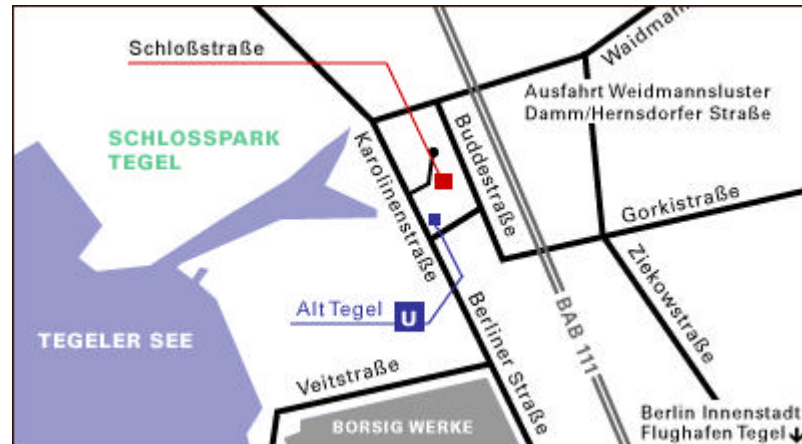 Schloßstraße
Waidmann
Ausfahrt Weidmannsluster
Damm/Hernsdorfer Straße
SCHLOSSPARK
TEGEL
Karolinenstraße
Buddestraße
Gorkistraße
Ziekowstraße
Alt Tegel U
TEGELER SEE
BAB 111
Berliner Straße
Veitstraße
BORSIG WERKE
Berlin Innenstadt
Flughafen Tegel